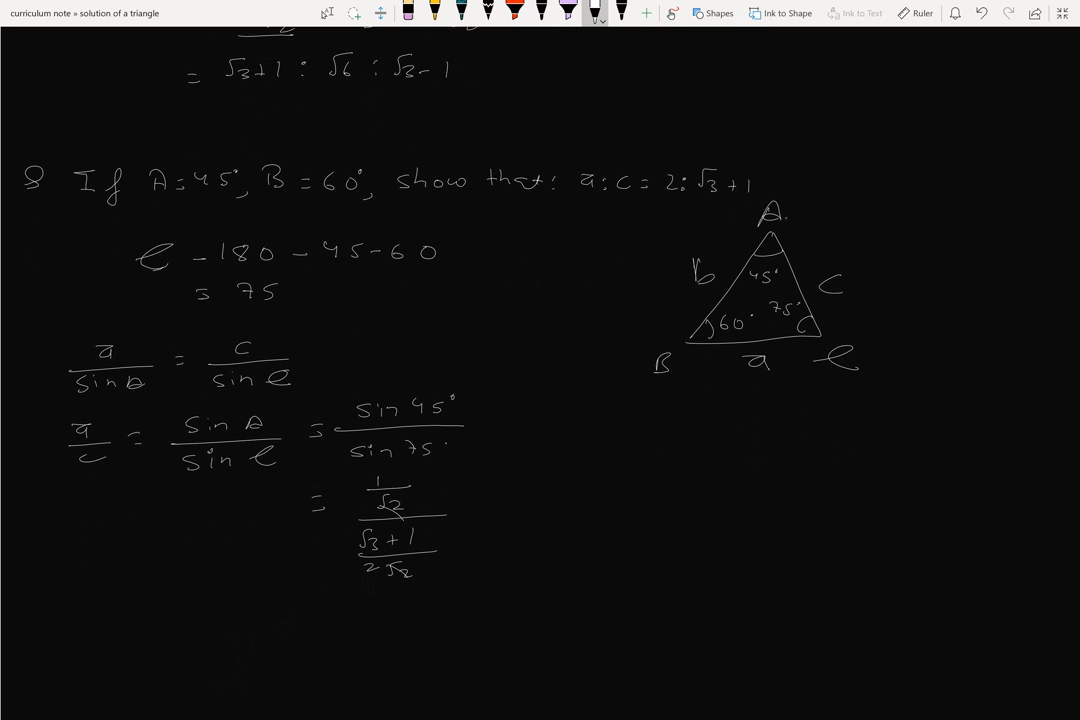 curriculum note » solution of a triangle
Shapes Ink to Shape Ink to Text Ruler
= √3+1 : √6 : √3-1
Q If A=45°, B=60°, show that: a:c=2:√3+1
C - 180 - 45-60
= 75
a/sinA = c/sin C
a/c = sin A/sin C = sin 45°/sin 75°
= (1/√2)/((√3+1)/(2√2))
A.
b 45° c
60° 75°
B a C